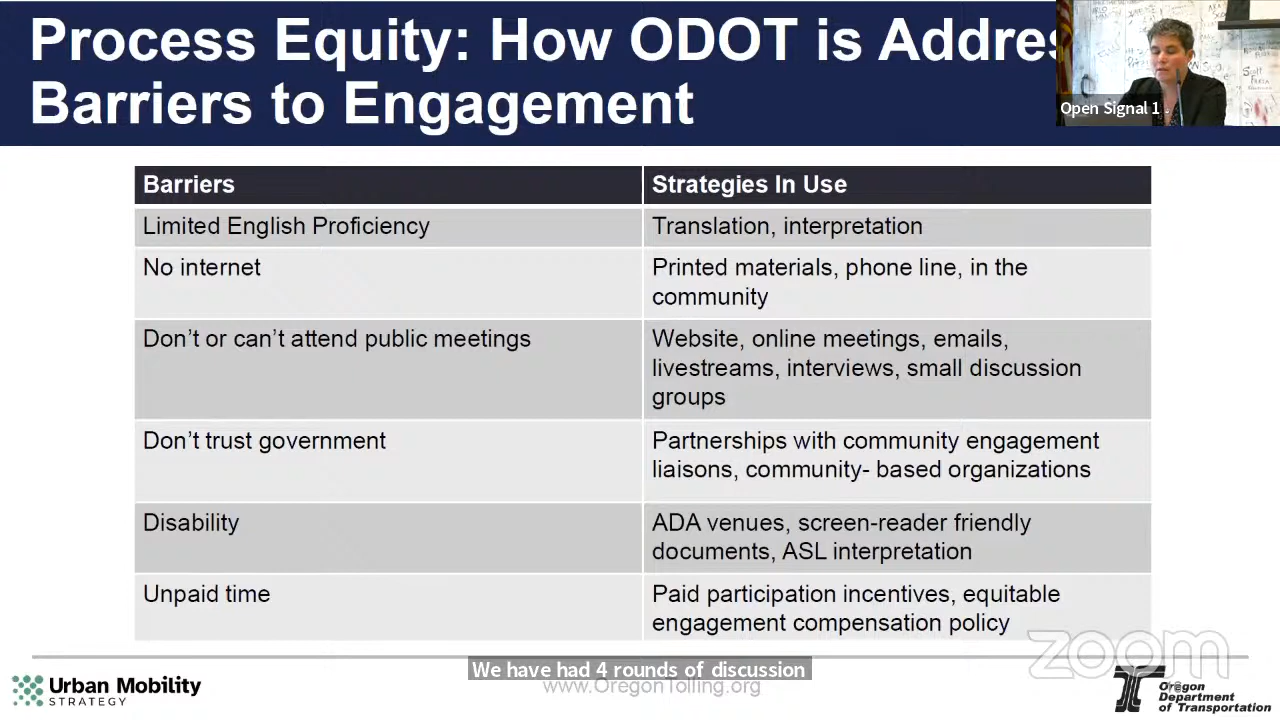 Process Equity: How ODOT is Addres
Barriers to Engagement
Open Signal 1
Barriers
Strategies In Use
Limited English Proficiency
Translation, interpretation
No internet
Printed materials, phone line, in the
community
Don’t or can’t attend public meetings
Website, online meetings, emails,
livestreams, interviews, small discussion
groups
Don’t trust government
Partnerships with community engagement
liaisons, community- based organizations
Disability
ADA venues, screen-reader friendly
documents, ASL interpretation
Unpaid time
Paid participation incentives, equitable
engagement compensation policy
zoom
We have had 4 rounds of discussion
www.OregonTolling.org
Urban Mobility
STRATEGY
Oregon
Department
of Transportation